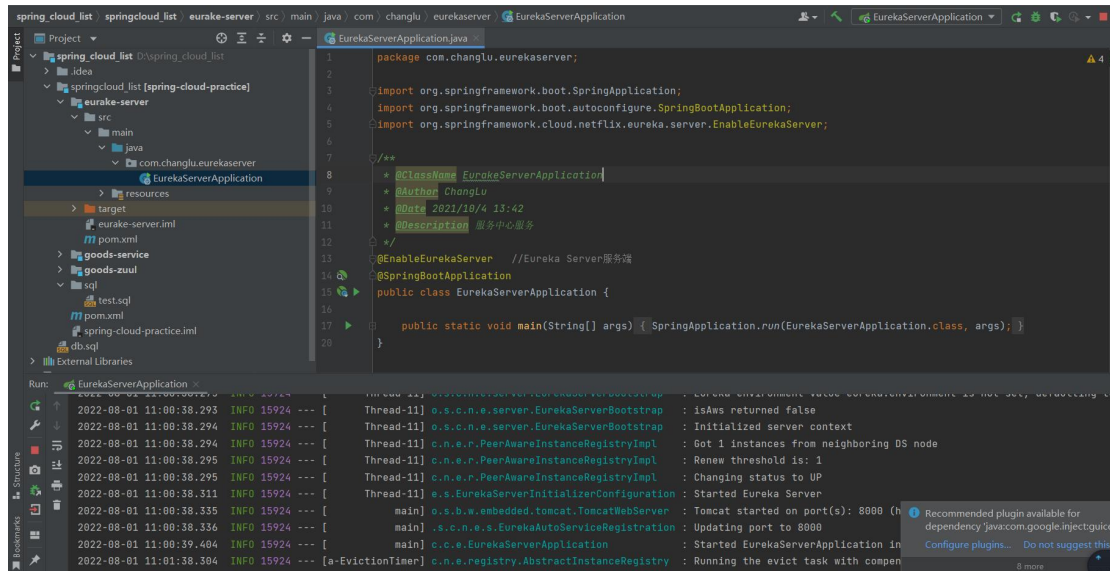 spring_cloud_list springcloud_list eurake-server src main java com changlu eurekaserver EurekaServerApplication
EurekaServerApplication
Project
EurekaServerApplication.java
Project
spring_cloud_list D:\spring_cloud_list
.idea
springcloud_list [spring-cloud-practice]
eurake-server
src
main
java
com.changlu.eurekaserver
EurekaServerApplication
resources
target
eurake-server.iml
pom.xml
goods-service
goods-zuul
sql
test.sql
pom.xml
spring-cloud-practice.iml
db.sql
External Libraries
4
1 package com.changlu.eurekaserver;
2
3 import org.springframework.boot.SpringApplication;
4 import org.springframework.boot.autoconfigure.SpringBootApplication;
5 import org.springframework.cloud.netflix.eureka.server.EnableEurekaServer;
6
7 /**
8 * @ClassName EurakeServerApplication
9 * @Author ChangLu
10 * @Date 2021/10/4 13:42
11 * @Description 服务中心服务
12 */
13 @EnableEurekaServer //Eureka Server服务端
14 @SpringBootApplication
15 public class EurekaServerApplication {
16
17 public static void main(String[] args) { SpringApplication.run(EurekaServerApplication.class, args); }
20 }
Run: EurekaServerApplication
2022-08-01 11:00:38.293 INFO 15924 --- [ Thread-11] o.s.c.n.e.server.EurekaServerBootstrap : isAws returned false
2022-08-01 11:00:38.294 INFO 15924 --- [ Thread-11] o.s.c.n.e.server.EurekaServerBootstrap : Initialized server context
2022-08-01 11:00:38.294 INFO 15924 --- [ Thread-11] c.n.e.r.PeerAwareInstanceRegistryImpl : Got 1 instances from neighboring DS node
2022-08-01 11:00:38.295 INFO 15924 --- [ Thread-11] c.n.e.r.PeerAwareInstanceRegistryImpl : Renew threshold is: 1
2022-08-01 11:00:38.295 INFO 15924 --- [ Thread-11] c.n.e.r.PeerAwareInstanceRegistryImpl : Changing status to UP
2022-08-01 11:00:38.311 INFO 15924 --- [ Thread-11] e.s.EurekaServerInitializerConfiguration : Started Eureka Server
2022-08-01 11:00:38.335 INFO 15924 --- [ main] o.s.b.w.embedded.tomcat.TomcatWebServer : Tomcat started on port(s): 8000 (h
2022-08-01 11:00:38.336 INFO 15924 --- [ main] .s.c.n.e.s.EurekaAutoServiceRegistration : Updating port to 8000
2022-08-01 11:00:39.404 INFO 15924 --- [ main] c.c.e.EurekaServerApplication : Started EurekaServerApplication in
2022-08-01 11:01:38.304 INFO 15924 --- [a-EvictionTimer] c.n.e.registry.AbstractInstanceRegistry : Running the evict task with compen
Recommended plugin available for
dependency 'java:com.google.inject:guice
Configure plugins... Do not suggest this
8 more
Structure
Bookmarks